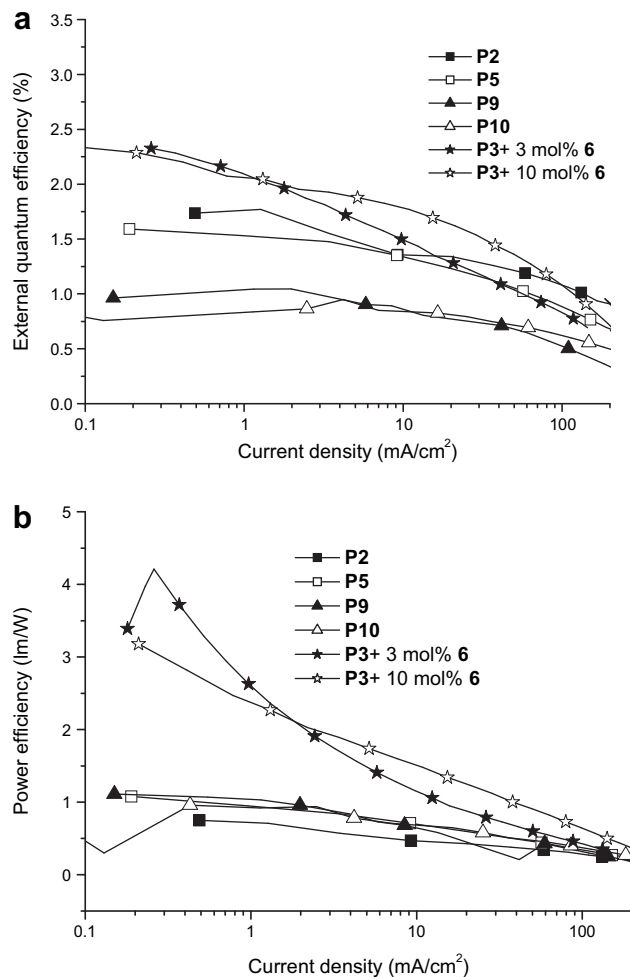 a
3.5
3.0
2.5
2.0
1.5
1.0
0.5
0.0
External quantum efficiency (%)
P2
P5
P9
P10
P3+ 3 mol% 6
P3+ 10 mol% 6
0.1 1 10 100
Current density (mA/cm²)
b
5
4
3
2
1
0
Power efficiency (lm/W)
P2
P5
P9
P10
P3+ 3 mol% 6
P3+ 10 mol% 6
0.1 1 10 100
Current density (mA/cm²)